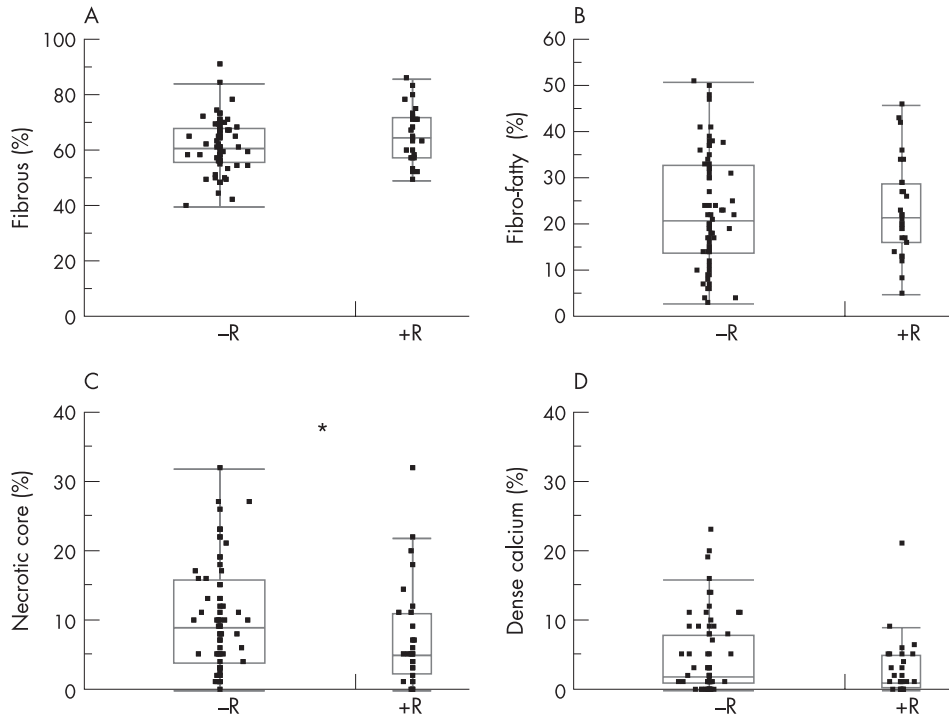 A
Fibrous (%)
100
80
60
40
20
0
–R
+R
B
Fibro-fatty (%)
60
50
40
30
20
10
0
–R
+R
C
Necrotic core (%)
40
30
20
10
0
*
–R
+R
D
Dense calcium (%)
40
30
20
10
0
–R
+R